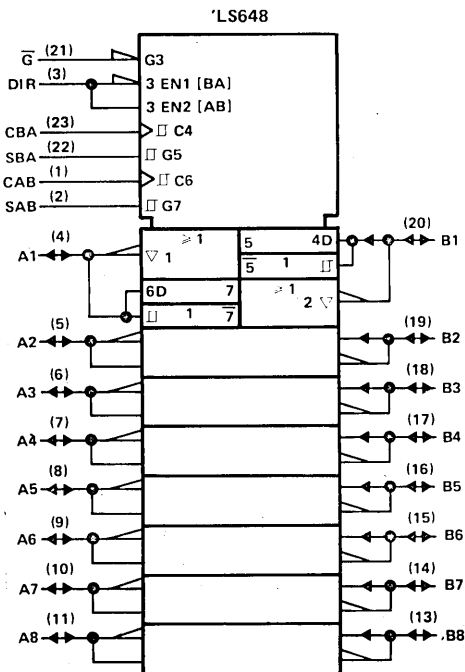 'LS648
G̅ (21) G3
DIR (3) 3 EN1 [BA]
3 EN2 [AB]
CBA (23) C4
SBA (22) G5
CAB (1) C6
SAB (2) G7
A1 (4) ▽ 1 ⩾ 1 5 4D (20) B1
5̅ 1
6D 7 ⩾ 1
1 7̅ 2 ▽
A2 (5) (19) B2
A3 (6) (18) B3
A4 (7) (17) B4
A5 (8) (16) B5
A6 (9) (15) B6
A7 (10) (14) B7
A8 (11) (13) B8